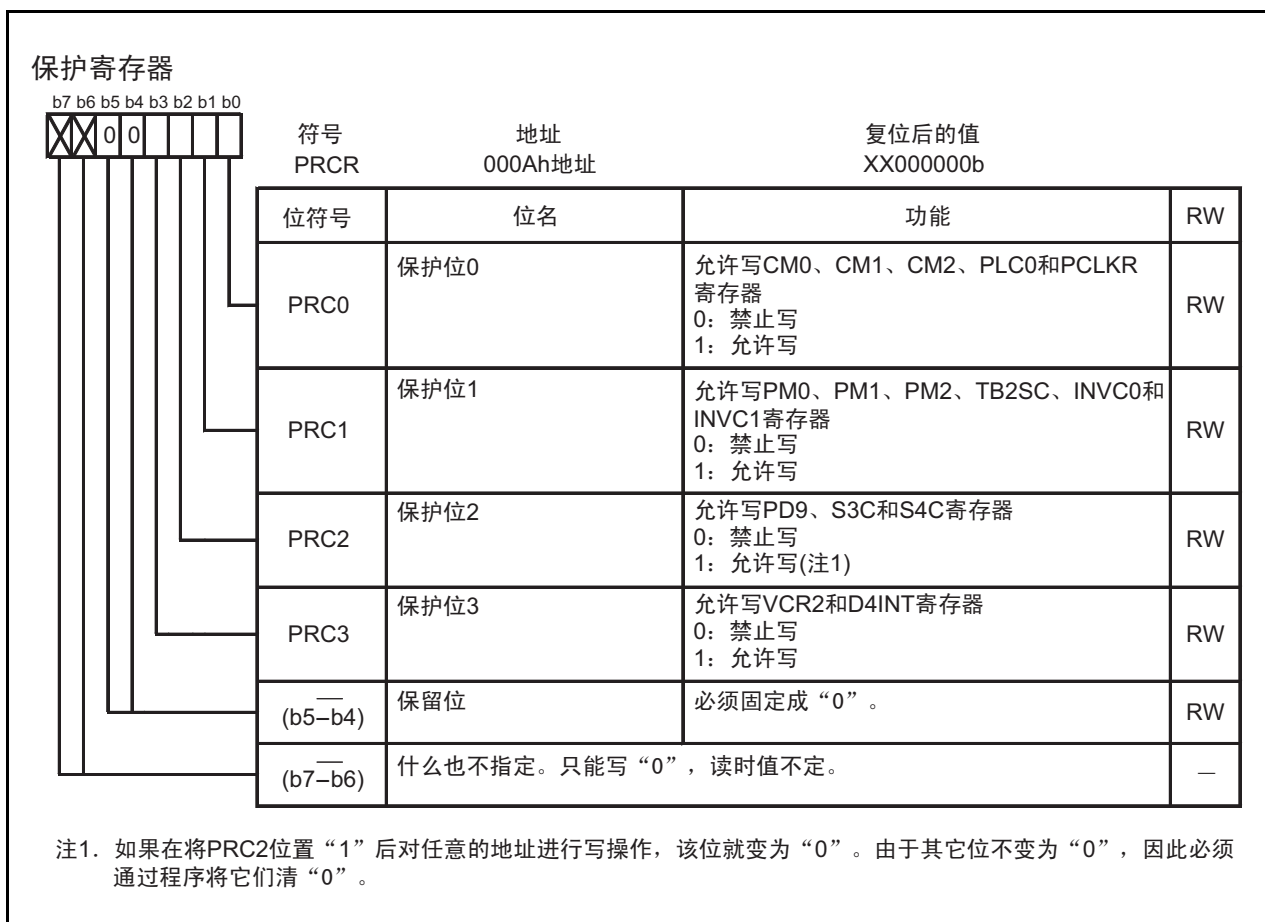 保护寄存器
b7 b6 b5 b4 b3 b2 b1 b0
0 0
符号 地址 复位后的值
PRCR 000Ah地址 XX000000b
位符号 位名 功能 RW
PRC0 保护位0 允许写CM0、CM1、CM2、PLC0和PCLKR
寄存器
0：禁止写
1：允许写
RW
PRC1 保护位1 允许写PM0、PM1、PM2、TB2SC、INVC0和
INVC1寄存器
0：禁止写
1：允许写
RW
PRC2 保护位2 允许写PD9、S3C和S4C寄存器
0：禁止写
1：允许写(注1)
RW
PRC3 保护位3 允许写VCR2和D4INT寄存器
0：禁止写
1：允许写
RW
—
(b5–b4) 保留位 必须固定成“0”。 RW
—
(b7–b6) 什么也不指定。只能写“0”，读时值不定。 —
注1. 如果在将PRC2位置“1”后对任意的地址进行写操作，该位就变为“0”。由于其它位不变为“0”，因此必须
通过程序将它们清“0”。